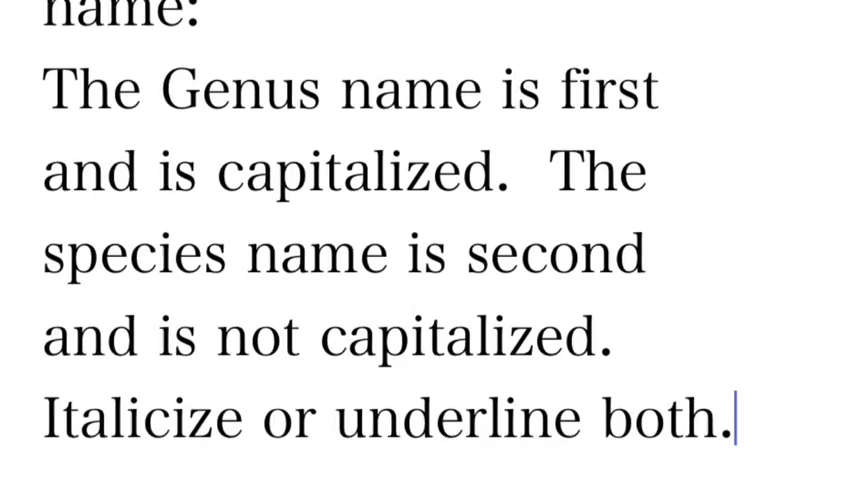 name:
The Genus name is first
and is capitalized.  The
species name is second
and is not capitalized.
Italicize or underline both.